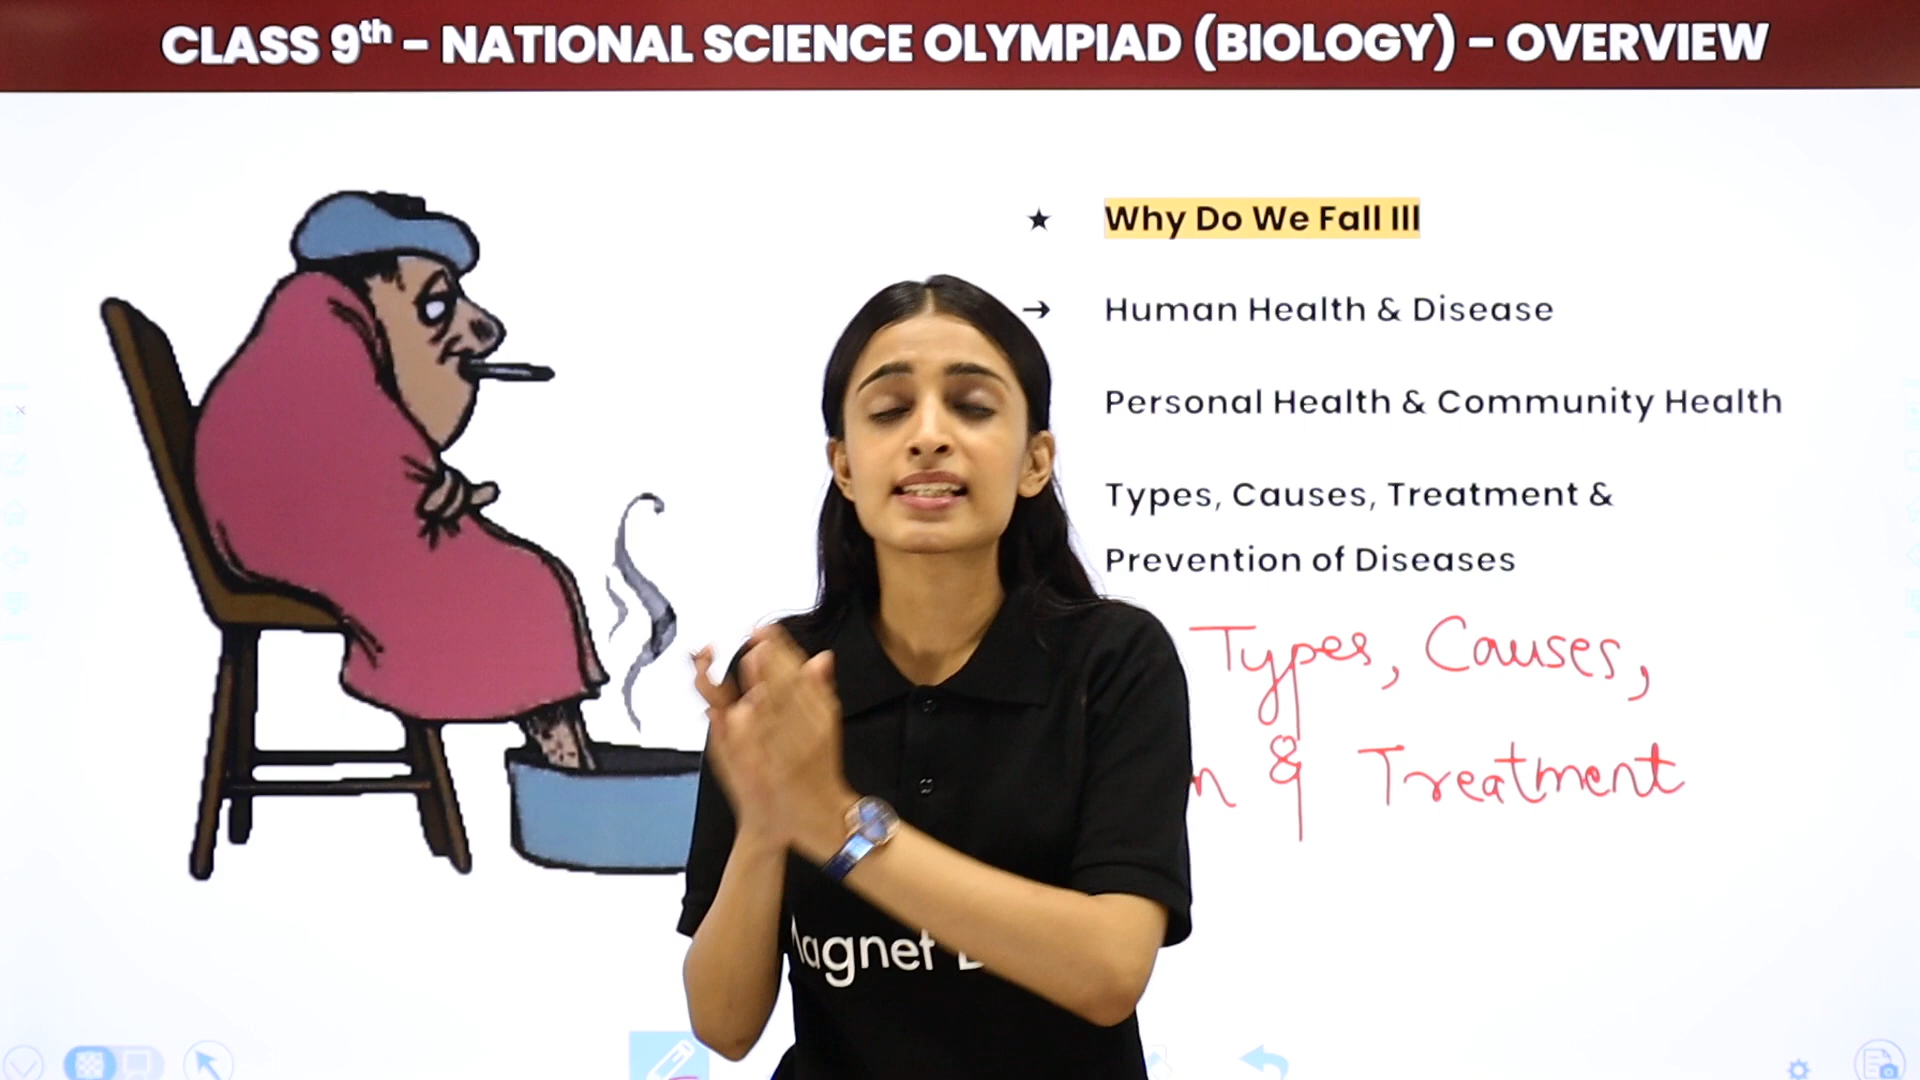 CLASS 9th - NATIONAL SCIENCE OLYMPIAD (BIOLOGY) - OVERVIEW
★ Why Do We Fall Ill
→ Human Health & Disease
Personal Health & Community Health
Types, Causes, Treatment &
Prevention of Diseases
Types, Causes,
n & Treatment
agnet